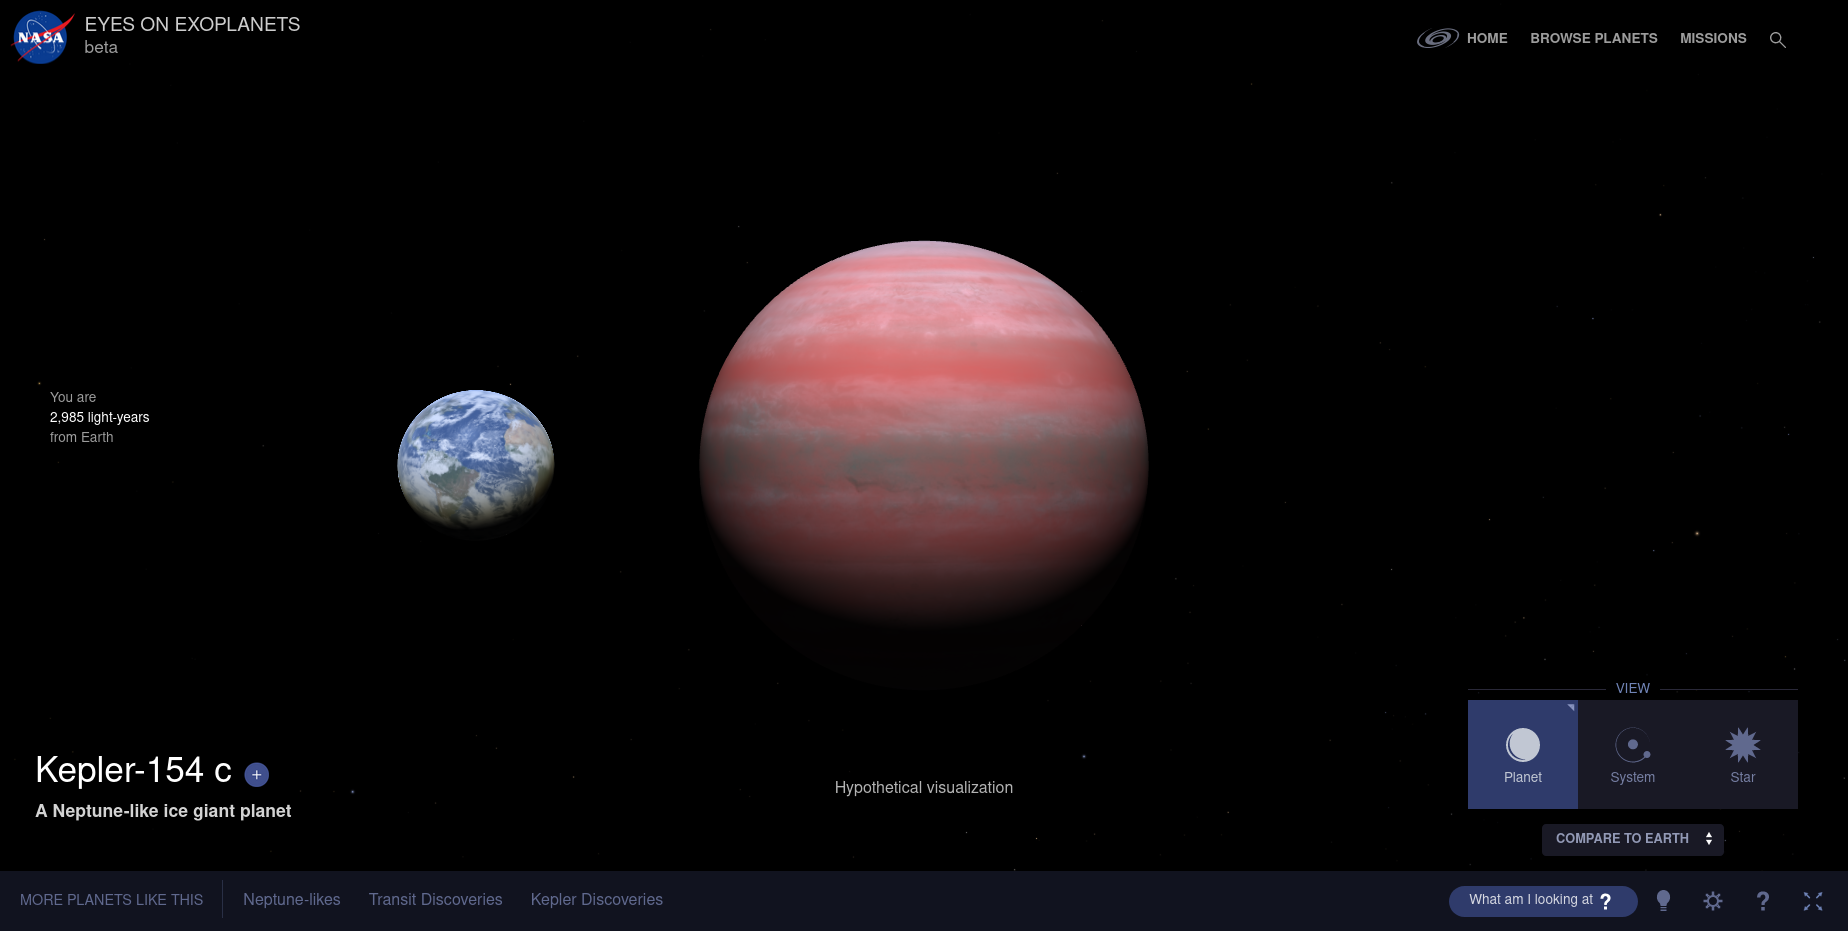 NASA
EYES ON EXOPLANETS
beta
HOME
BROWSE PLANETS
MISSIONS
You are
2,985 light-years
from Earth
Kepler-154 c +
A Neptune-like ice giant planet
Hypothetical visualization
VIEW
Planet
System
Star
COMPARE TO EARTH
MORE PLANETS LIKE THIS
Neptune-likes
Transit Discoveries
Kepler Discoveries
What am I looking at ?
?